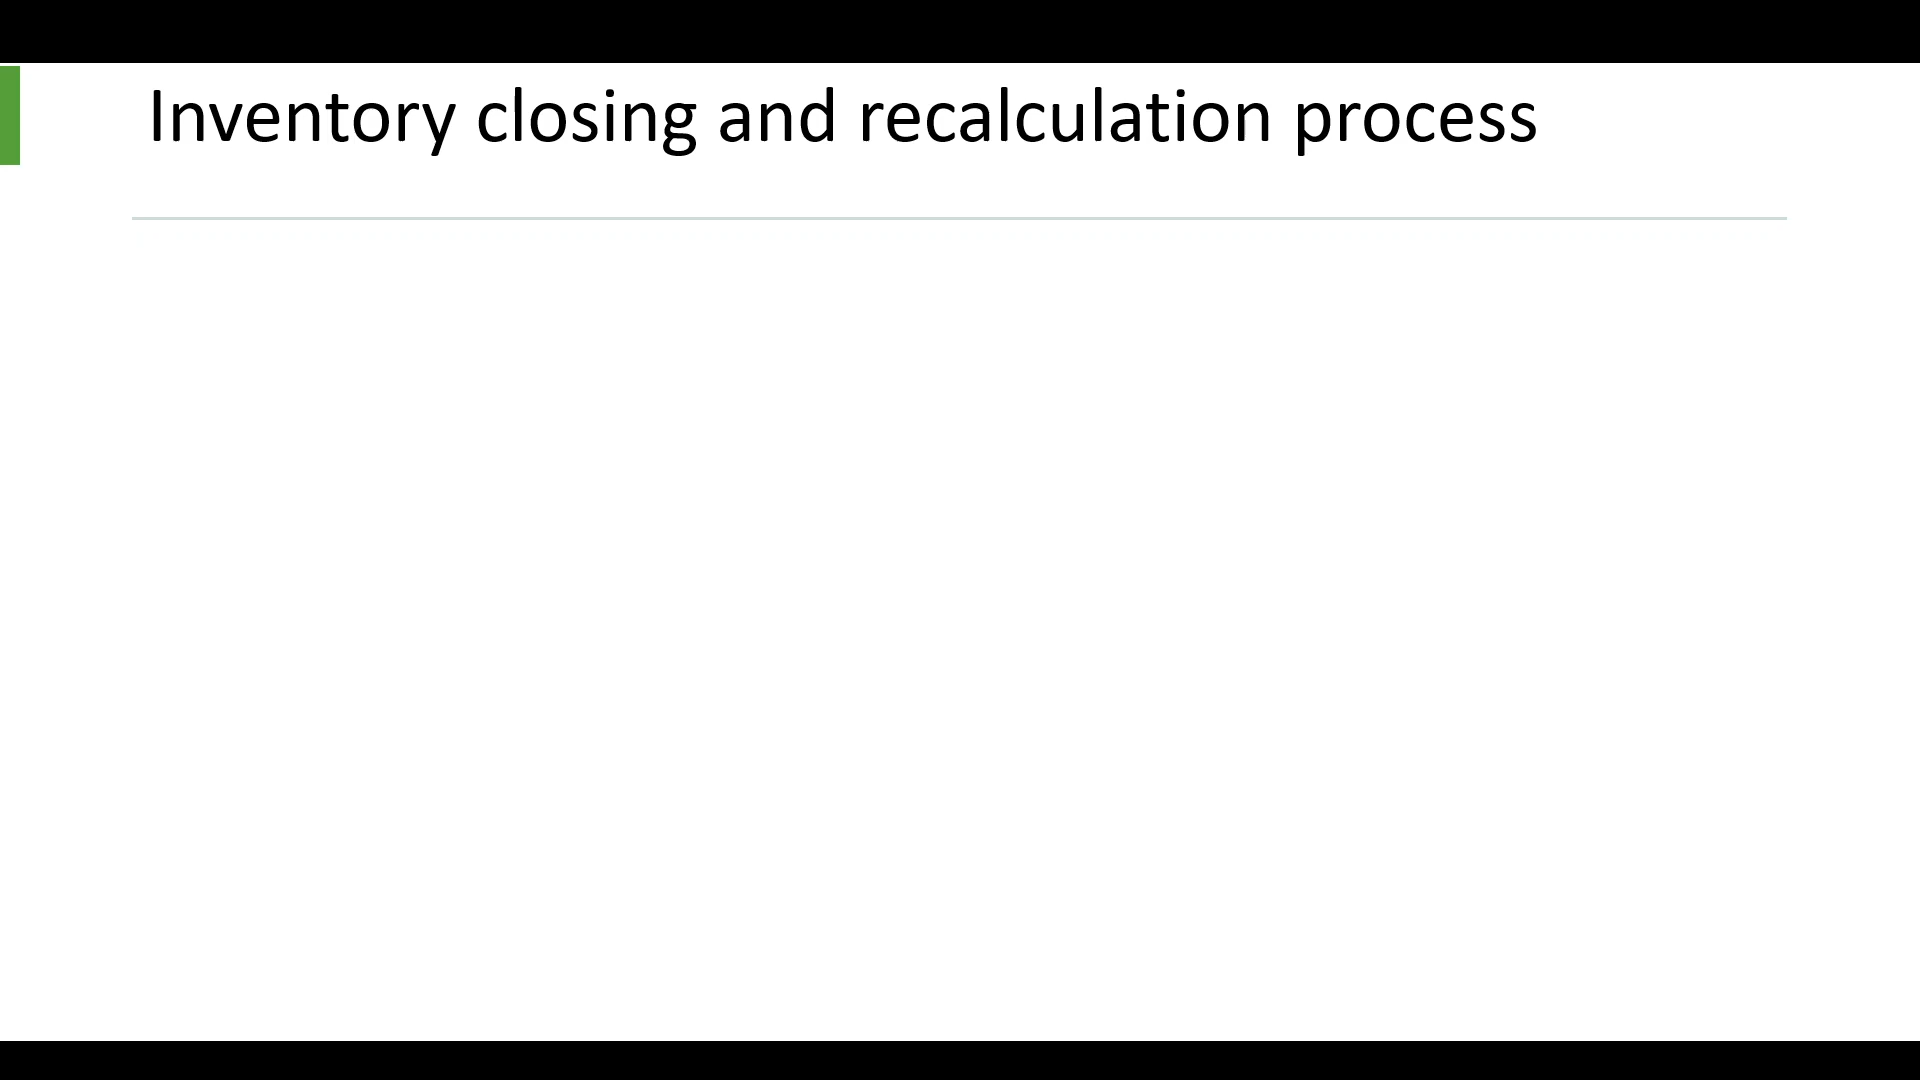 Inventory closing and recalculation process